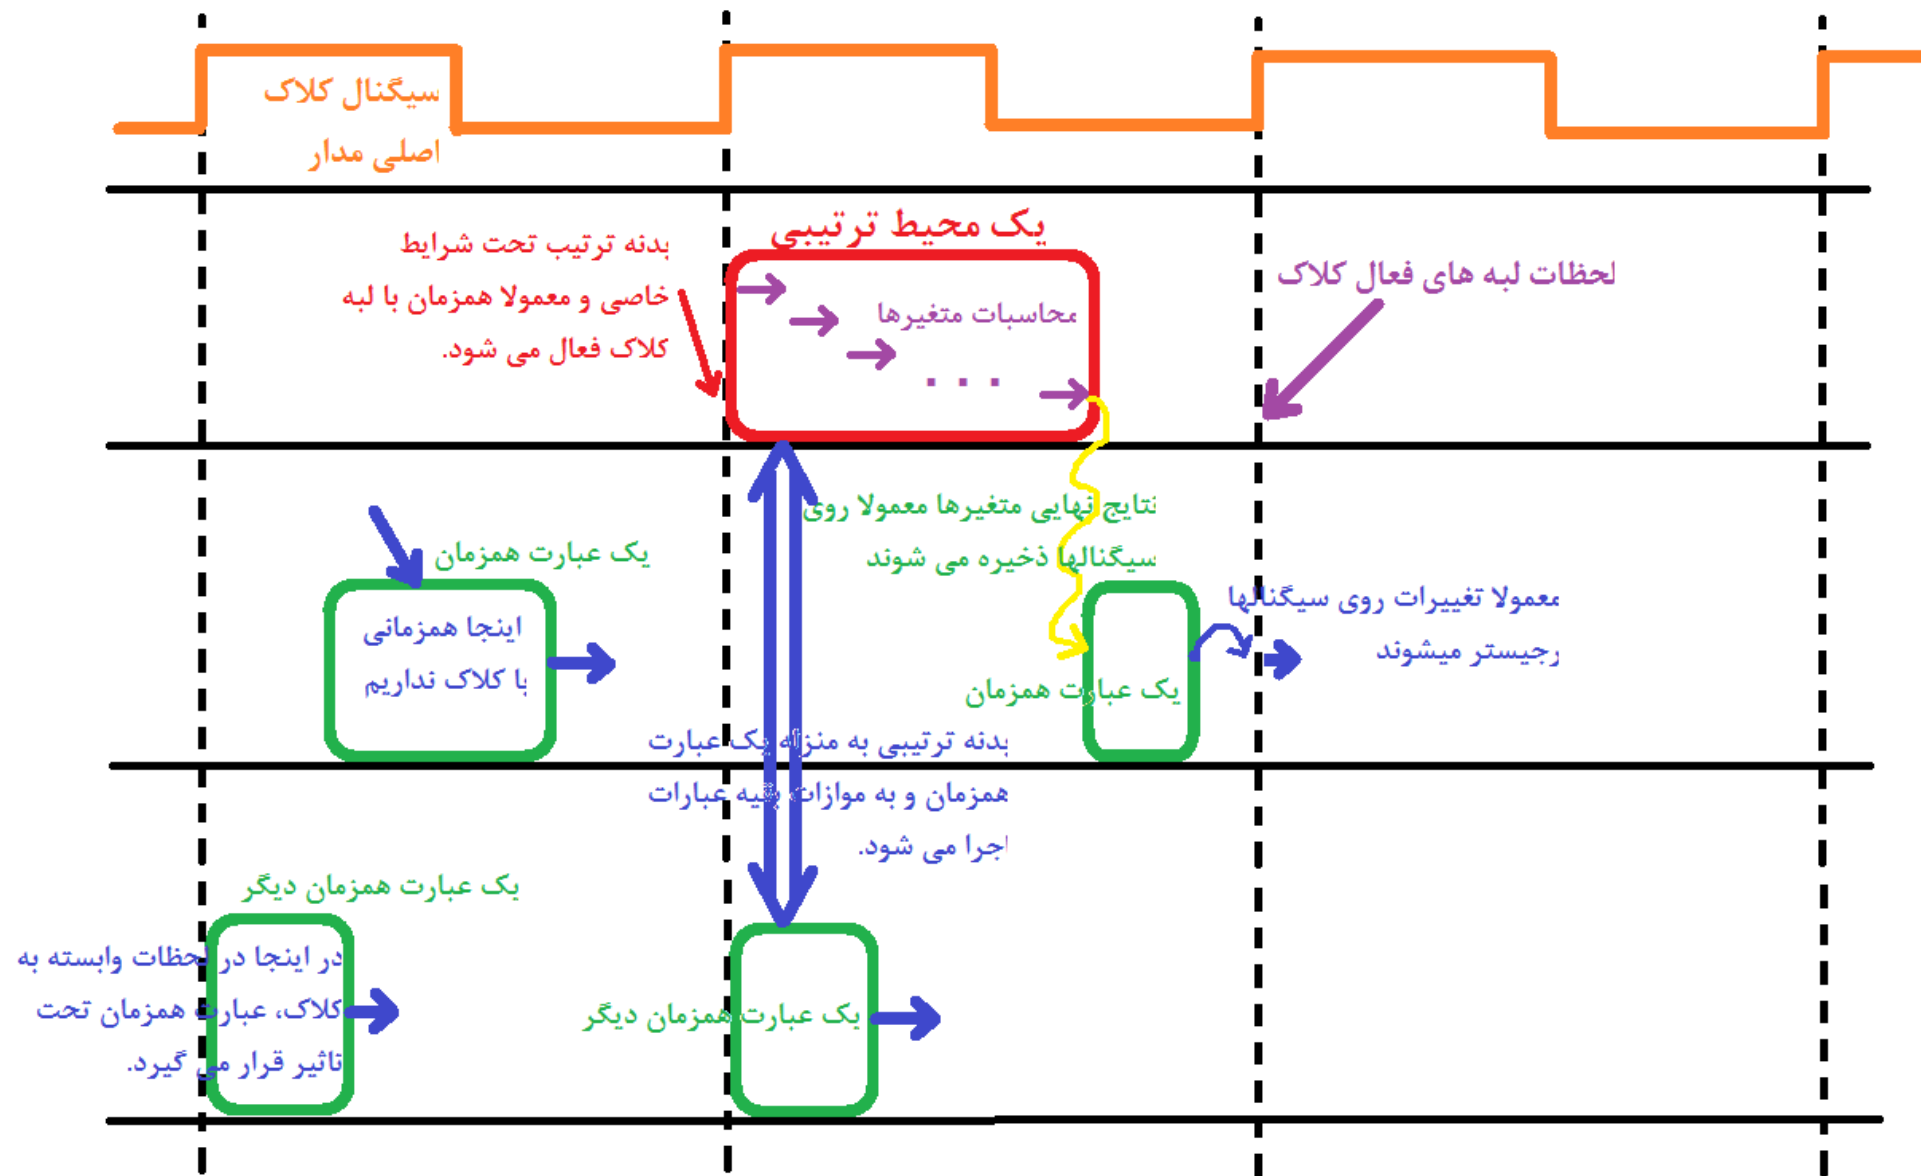 سیگنال کلاک
اصلی مدار
یک محیط ترتیبی
بدنه ترتیب تحت شرایط
خاصی و معمولا همزمان با لبه
کلاک فعال می شود.
محاسبات متغیرها
. . .
لحظات لبه های فعال کلاک
نتایج نهایی متغیرها معمولا روی
سیگنالها ذخیره می شوند
یک عبارت همزمان
اینجا همزمانی
با کلاک نداریم
معمولا تغییرات روی سیگنالها
رجیستر میشوند
یک عبارت همزمان
بدنه ترتیبی به منزله یک عبارت
همزمان و به موازات بقیه عبارات
اجرا می شود.
یک عبارت همزمان دیگر
در اینجا در لحظات وابسته به
کلاک، عبارت همزمان تحت
تاثیر قرار می گیرد.
یک عبارت همزمان دیگر